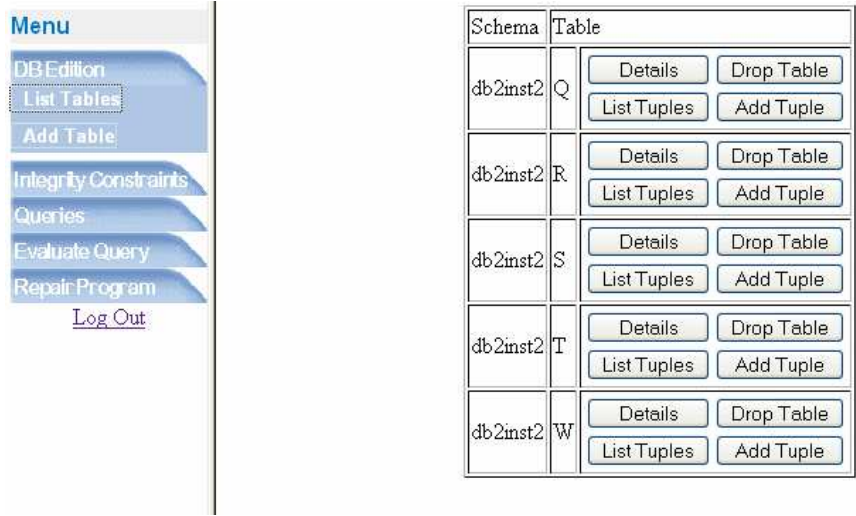 Menu
DB Edition
List Tables
Add Table
Integrity Constraints
Queries
Evaluate Query
Repair Program
Log Out
Schema Table
db2inst2 Q Details Drop Table
List Tuples Add Tuple
db2inst2 R Details Drop Table
List Tuples Add Tuple
db2inst2 S Details Drop Table
List Tuples Add Tuple
db2inst2 T Details Drop Table
List Tuples Add Tuple
db2inst2 W Details Drop Table
List Tuples Add Tuple